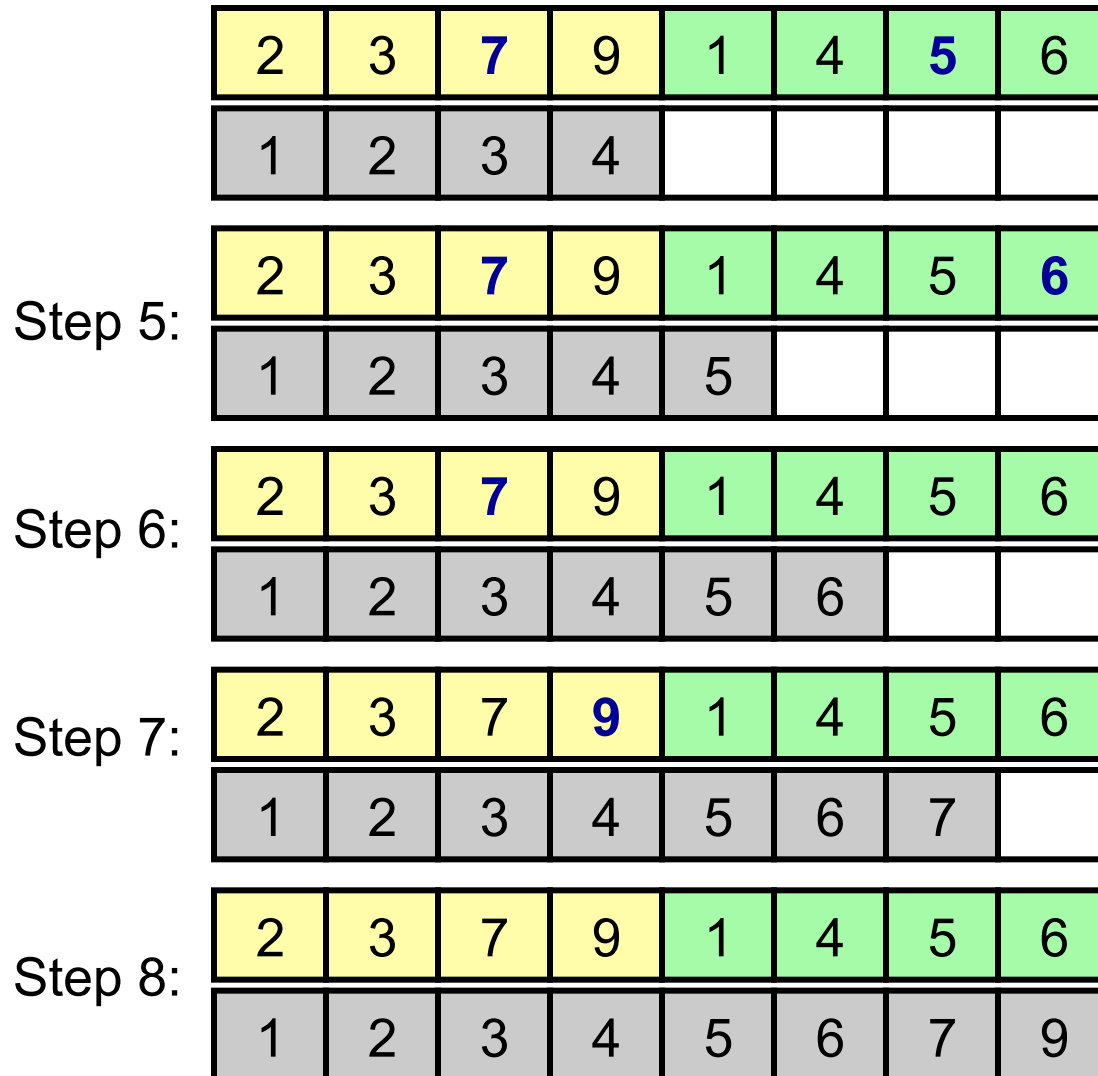 2 3 7 9 1 4 5 6
1 2 3 4
Step 5:
2 3 7 9 1 4 5 6
1 2 3 4 5
Step 6:
2 3 7 9 1 4 5 6
1 2 3 4 5 6
Step 7:
2 3 7 9 1 4 5 6
1 2 3 4 5 6 7
Step 8:
2 3 7 9 1 4 5 6
1 2 3 4 5 6 7 9